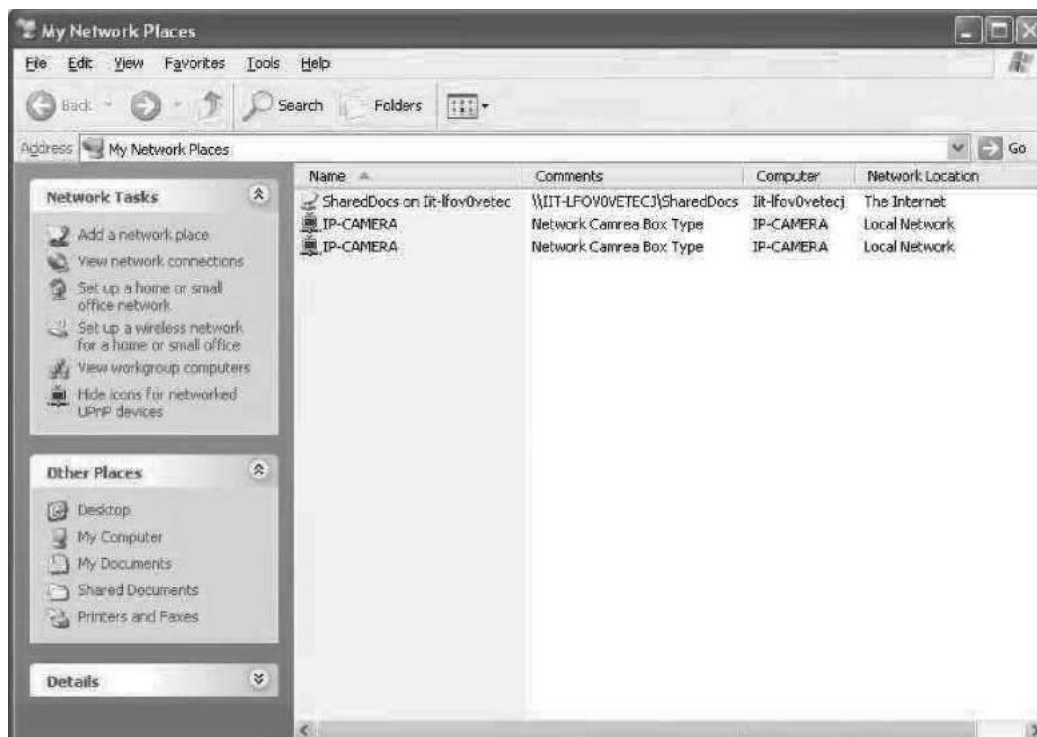 My Network Places
File Edit View Favorites Tools Help
Back Search Folders
Address My Network Places Go
Name Comments Computer Network Location
SharedDocs on Iit-lfov0vetec \\IIT-LFOV0VETECJ\SharedDocs Iit-lfov0vetecj The Internet
IP-CAMERA Network Camrea Box Type IP-CAMERA Local Network
IP-CAMERA Network Camrea Box Type IP-CAMERA Local Network
Network Tasks
Add a network place
View network connections
Set up a home or small
office network
Set up a wireless network
for a home or small office
View workgroup computers
Hide icons for networked
UPnP devices
Other Places
Desktop
My Computer
My Documents
Shared Documents
Printers and Faxes
Details